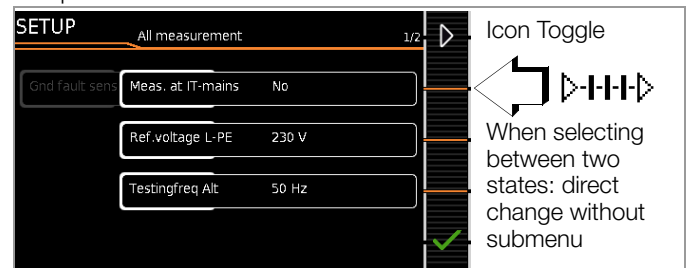 SETUP
All measurement
1/2
Gnd fault sens
Meas. at IT-mains No
Ref.voltage L-PE 230 V
Testingfreq Alt 50 Hz
Icon Toggle
When selecting
between two
states: direct
change without
submenu